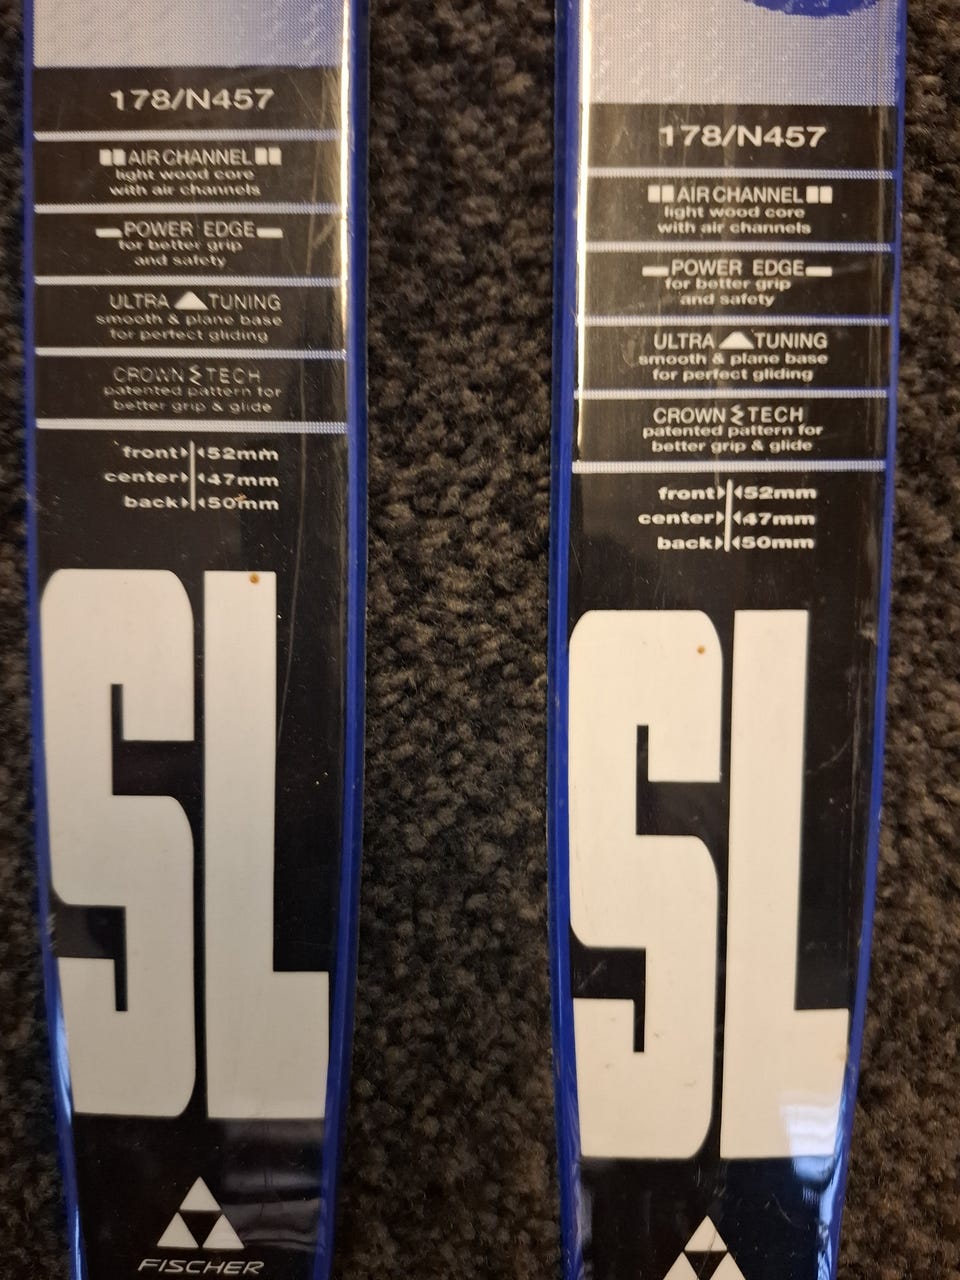 178/N457
AIR CHANNEL
light wood core
with air channels
POWER EDGE
for better grip
and safety
ULTRA TUNING
smooth & plane base
for perfect gliding
CROWN TECH
patented pattern for
better grip & glide
front 52mm
center 47mm
back 50mm
SL
FISCHER
178/N457
AIR CHANNEL
light wood core
with air channels
POWER EDGE
for better grip
and safety
ULTRA TUNING
smooth & plane base
for perfect gliding
CROWN TECH
patented pattern for
better grip & glide
front 52mm
center 47mm
back 50mm
SL